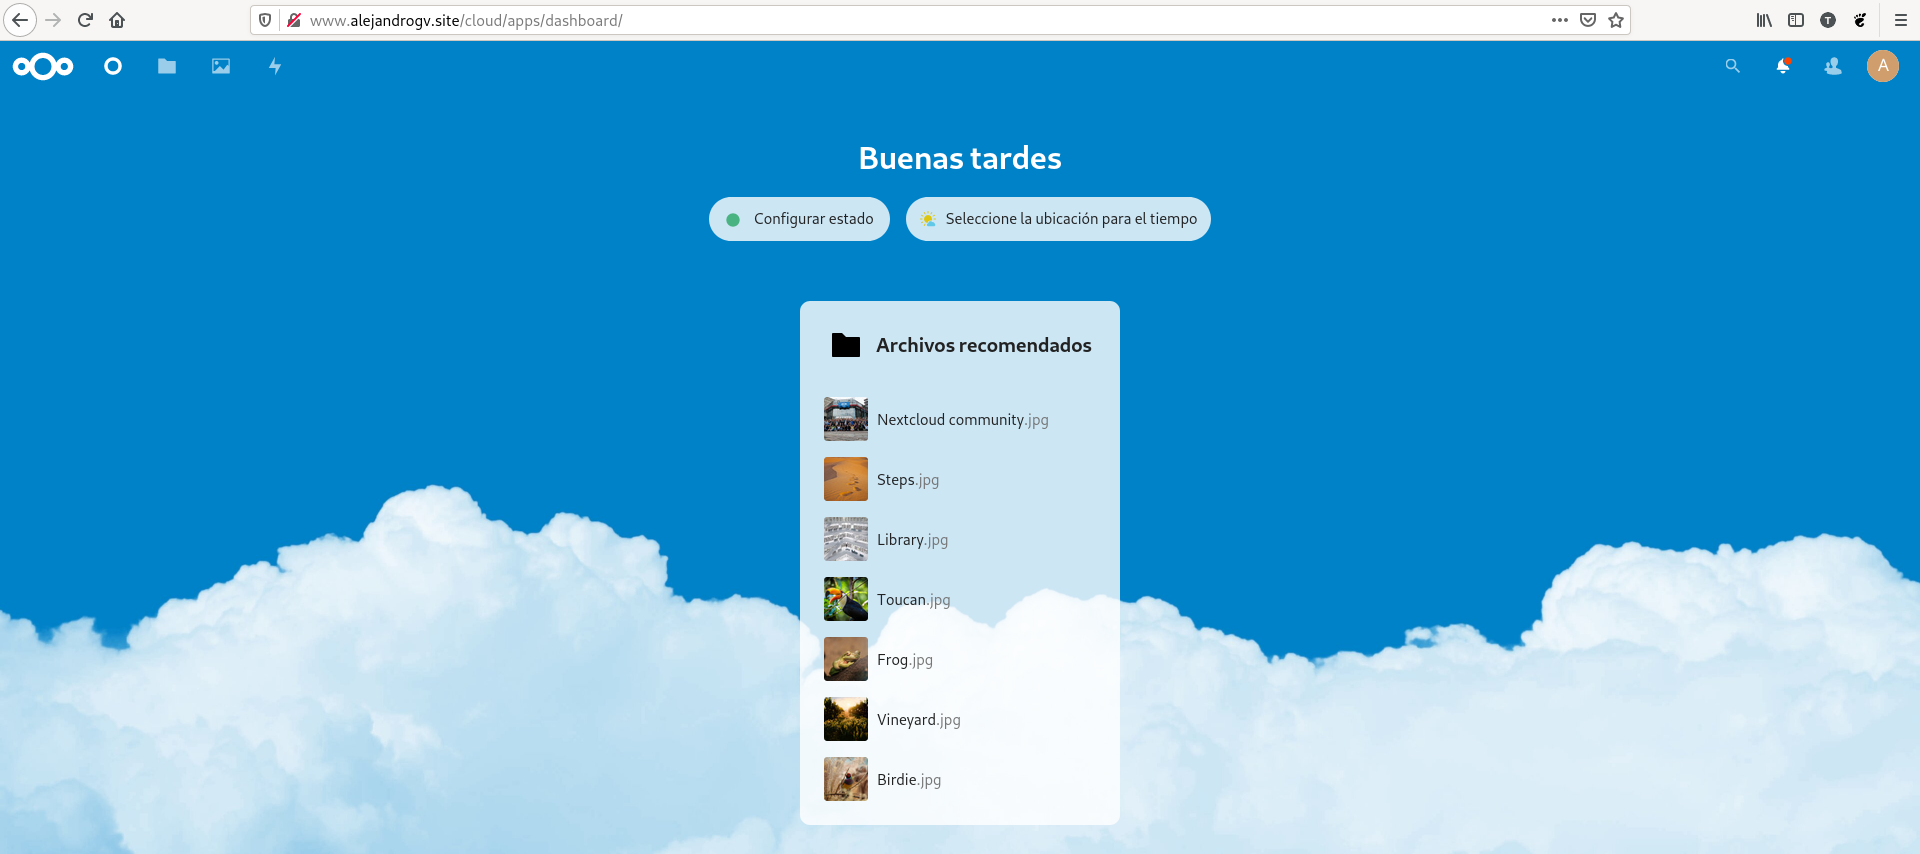 www.alejandrogv.site/cloud/apps/dashboard/
T
A
Buenas tardes
Configurar estado
Seleccione la ubicación para el tiempo
Archivos recomendados
Nextcloud community.jpg
Steps.jpg
Library.jpg
Toucan.jpg
Frog.jpg
Vineyard.jpg
Birdie.jpg